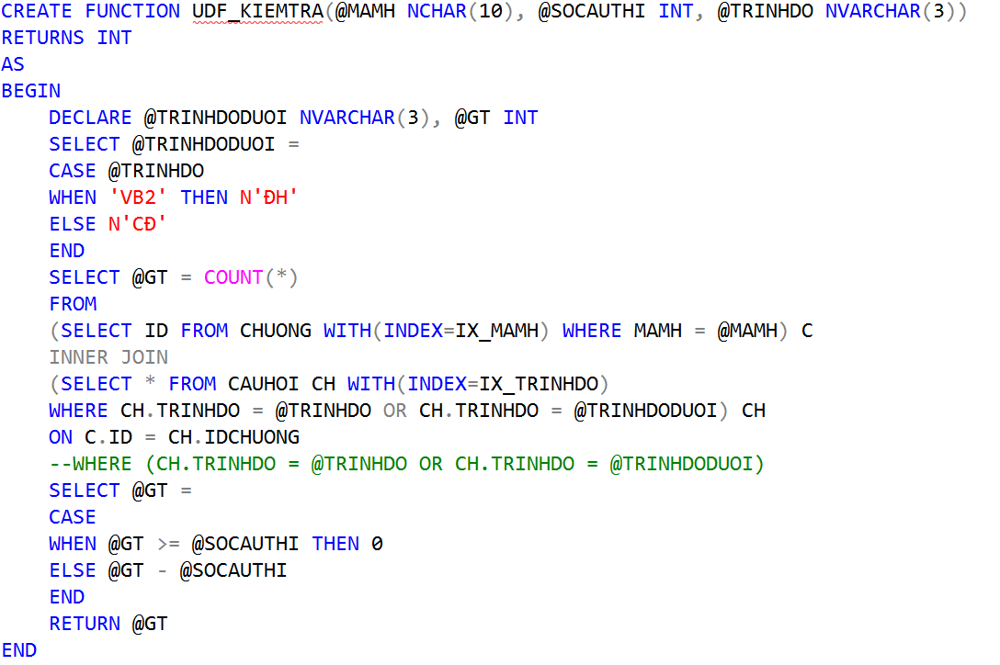 CREATE FUNCTION UDF_KIEMTRA(@MAMH NCHAR(10), @SOCAUTHI INT, @TRINHDO NVARCHAR(3))
RETURNS INT
AS
BEGIN
DECLARE @TRINHDODUOI NVARCHAR(3), @GT INT
SELECT @TRINHDODUOI =
CASE @TRINHDO
WHEN 'VB2' THEN N'ĐH'
ELSE N'CĐ'
END
SELECT @GT = COUNT(*)
FROM
(SELECT ID FROM CHUONG WITH(INDEX=IX_MAMH) WHERE MAMH = @MAMH) C
INNER JOIN
(SELECT * FROM CAUHOI CH WITH(INDEX=IX_TRINHDO)
WHERE CH.TRINHDO = @TRINHDO OR CH.TRINHDO = @TRINHDODUOI) CH
ON C.ID = CH.IDCHUONG
--WHERE (CH.TRINHDO = @TRINHDO OR CH.TRINHDO = @TRINHDODUOI)
SELECT @GT =
CASE
WHEN @GT >= @SOCAUTHI THEN 0
ELSE @GT - @SOCAUTHI
END
RETURN @GT
END